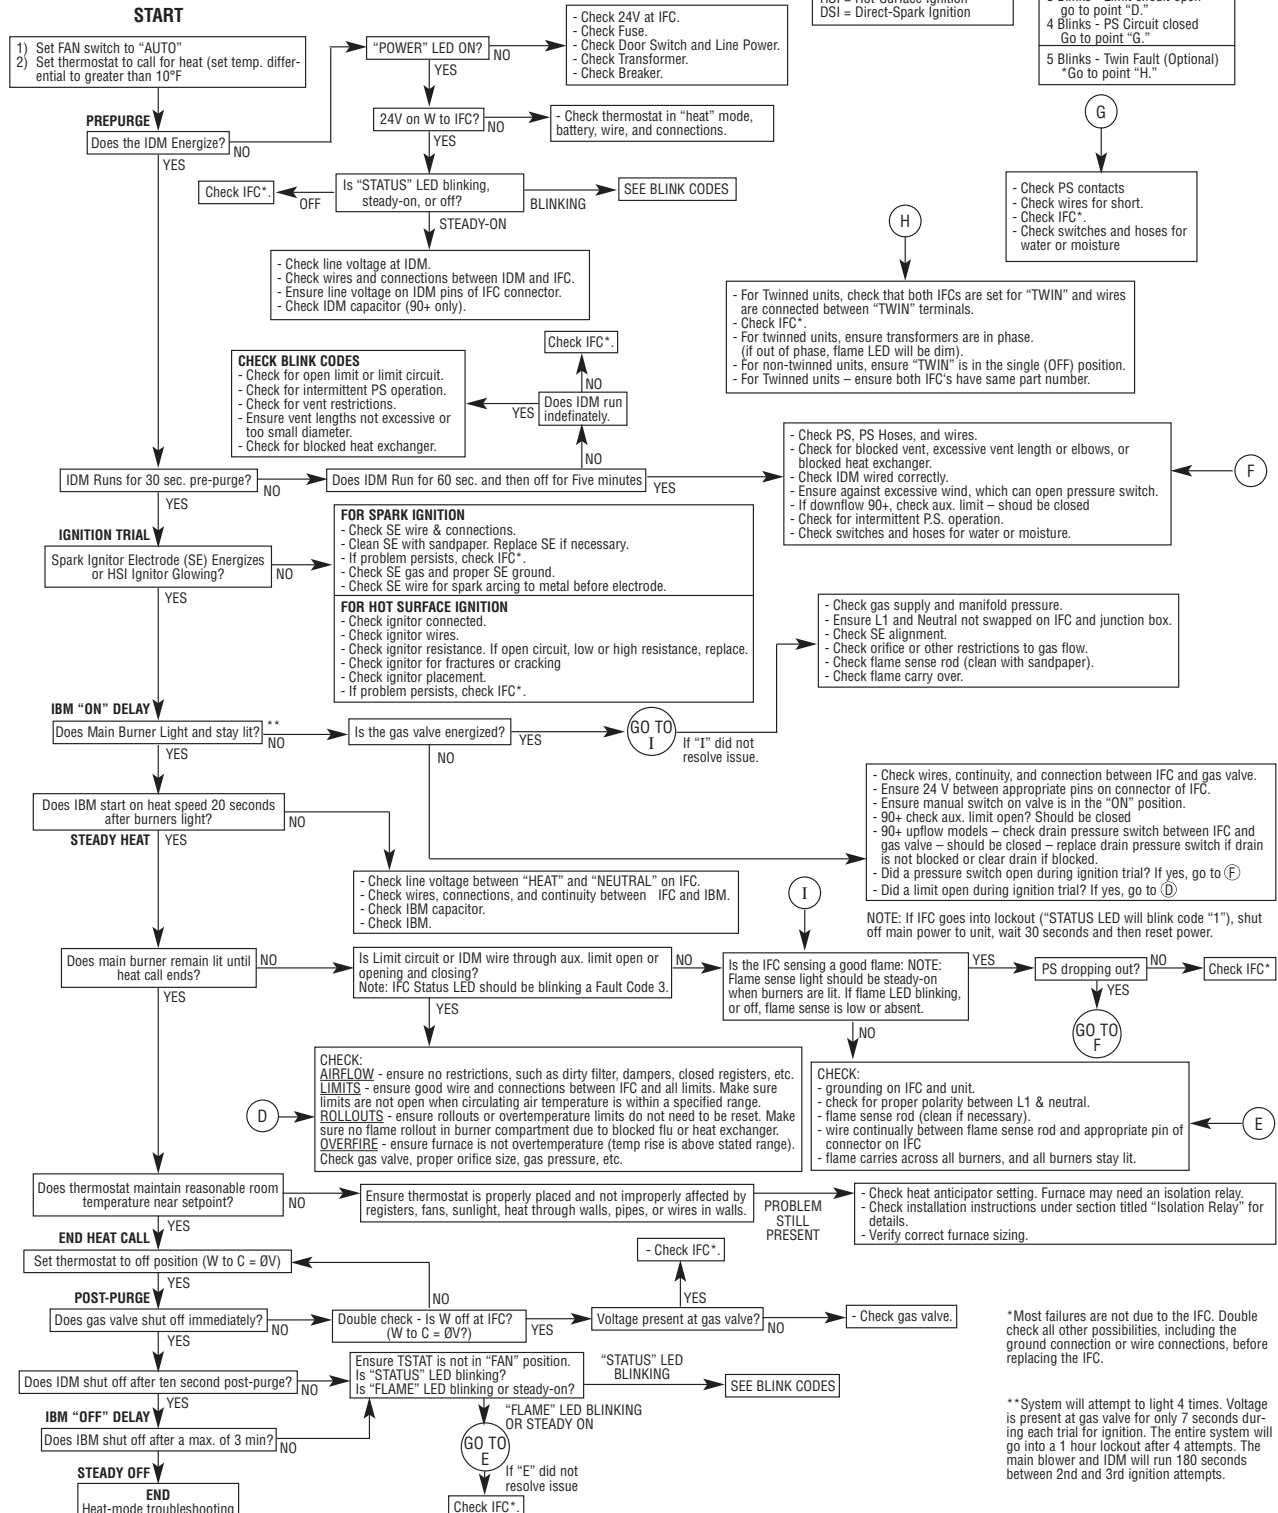 START
1) Set FAN switch to “AUTO”
2) Set thermostat to call for heat (set temp. differ-
ential to greater than 10°F
“POWER” LED ON?
NO
YES
- Check 24V at IFC.
- Check Fuse.
- Check Door Switch and Line Power.
- Check Transformer.
- Check Breaker.
DSI = Direct-Spark Ignition
go to point “D.”
4 Blinks - PS Circuit closed
Go to point “G.”
5 Blinks - Twin Fault (Optional)
*Go to point “H.”
PREPURGE
Does the IDM Energize?
NO
YES
24V on W to IFC?
NO
YES
- Check thermostat in “heat” mode,
battery, wire, and connections.
G
- Check PS contacts
- Check wires for short.
- Check IFC*.
- Check switches and hoses for
water or moisture
Check IFC*.
OFF
Is “STATUS” LED blinking,
steady-on, or off?
BLINKING
SEE BLINK CODES
STEADY-ON
- Check line voltage at IDM.
- Check wires and connections between IDM and IFC.
- Ensure line voltage on IDM pins of IFC connector.
- Check IDM capacitor (90+ only).
H
- For Twinned units, check that both IFCs are set for “TWIN” and wires
are connected between “TWIN” terminals.
- Check IFC*.
- For twinned units, ensure transformers are in phase.
(if out of phase, flame LED will be dim).
- For non-twinned units, ensure “TWIN” is in the single (OFF) position.
- For Twinned units – ensure both IFC's have same part number.
Check IFC*.
NO
CHECK BLINK CODES
- Check for open limit or limit circuit.
- Check for intermittent PS operation.
- Check for vent restrictions.
- Ensure vent lengths not excessive or
too small diameter.
- Check for blocked heat exchanger.
YES
Does IDM run
indefinately.
NO
IDM Runs for 30 sec. pre-purge?
NO
YES
Does IDM Run for 60 sec. and then off for Five minutes
YES
- Check PS, PS Hoses, and wires.
- Check for blocked vent, excessive vent length or elbows, or
blocked heat exchanger.
- Check IDM wired correctly.
- Ensure against excessive wind, which can open pressure switch.
- If downflow 90+, check aux. limit – shoud be closed
- Check for intermittent P.S. operation.
- Check switches and hoses for water or moisture.
F
IGNITION TRIAL
Spark Ignitor Electrode (SE) Energizes
or HSI Ignitor Glowing?
NO
YES
FOR SPARK IGNITION
- Check SE wire & connections.
- Clean SE with sandpaper. Replace SE if necessary.
- If problem persists, check IFC*.
- Check SE gas and proper SE ground.
- Check SE wire for spark arcing to metal before electrode.
FOR HOT SURFACE IGNITION
- Check ignitor connected.
- Check ignitor wires.
- Check ignitor resistance. If open circuit, low or high resistance, replace.
- Check ignitor for fractures or cracking
- Check ignitor placement.
- If problem persists, check IFC*.
- Check gas supply and manifold pressure.
- Ensure L1 and Neutral not swapped on IFC and junction box.
- Check SE alignment.
- Check orifice or other restrictions to gas flow.
- Check flame sense rod (clean with sandpaper).
- Check flame carry over.
IBM “ON” DELAY
Does Main Burner Light and stay lit?
**
NO
YES
Is the gas valve energized?
YES
NO
GO TO
I
If “I” did not
resolve issue.
- Check wires, continuity, and connection between IFC and gas valve.
- Ensure 24 V between appropriate pins on connector of IFC.
- Ensure manual switch on valve is in the “ON” position.
- 90+ check aux. limit open? Should be closed
- 90+ upflow models – check drain pressure switch between IFC and
gas valve – should be closed – replace drain pressure switch if drain
is not blocked or clear drain if blocked.
- Did a pressure switch open during ignition trial? If yes, go to F
- Did a limit open during ignition trial? If yes, go to D
Does IBM start on heat speed 20 seconds
after burners light?
NO
STEADY HEAT
YES
- Check line voltage between “HEAT” and “NEUTRAL” on IFC.
- Check wires, connections, and continuity between IFC and IBM.
- Check IBM capacitor.
- Check IBM.
I
NOTE: If IFC goes into lockout (“STATUS LED will blink code “1”), shut
off main power to unit, wait 30 seconds and then reset power.
Does main burner remain lit until
heat call ends?
NO
YES
Is Limit circuit or IDM wire through aux. limit open or
opening and closing?
Note: IFC Status LED should be blinking a Fault Code 3.
NO
YES
Is the IFC sensing a good flame: NOTE:
Flame sense light should be steady-on
when burners are lit. If flame LED blinking,
or off, flame sense is low or absent.
YES
NO
PS dropping out?
NO
YES
Check IFC*
GO TO
F
CHECK:
AIRFLOW - ensure no restrictions, such as dirty filter, dampers, closed registers, etc.
LIMITS - ensure good wire and connections between IFC and all limits. Make sure
limits are not open when circulating air temperature is within a specified range.
ROLLOUTS - ensure rollouts or overtemperature limits do not need to be reset. Make
sure no flame rollout in burner compartment due to blocked flu or heat exchanger.
OVERFIRE - ensure furnace is not overtemperature (temp rise is above stated range).
Check gas valve, proper orifice size, gas pressure, etc.
D
CHECK:
- grounding on IFC and unit.
- check for proper polarity between L1 & neutral.
- flame sense rod (clean if necessary).
- wire continually between flame sense rod and appropriate pin of
connector on IFC
- flame carries across all burners, and all burners stay lit.
E
Does thermostat maintain reasonable room
temperature near setpoint?
NO
YES
Ensure thermostat is properly placed and not improperly affected by
registers, fans, sunlight, heat through walls, pipes, or wires in walls.
PROBLEM
STILL
PRESENT
- Check heat anticipator setting. Furnace may need an isolation relay.
- Check installation instructions under section titled “Isolation Relay” for
details.
- Verify correct furnace sizing.
END HEAT CALL
Set thermostat to off position (W to C = ØV)
YES
POST-PURGE
Does gas valve shut off immediately?
NO
YES
NO
Double check - Is W off at IFC?
(W to C = ØV?)
YES
- Check IFC*.
YES
Voltage present at gas valve?
NO
- Check gas valve.
*Most failures are not due to the IFC. Double
check all other possibilities, including the
ground connection or wire connections, before
replacing the IFC.
Does IDM shut off after ten second post-purge?
NO
YES
Ensure TSTAT is not in “FAN” position.
Is “STATUS” LED blinking?
Is “FLAME” LED blinking or steady-on?
“STATUS” LED
BLINKING
SEE BLINK CODES
“FLAME” LED BLINKING
OR STEADY ON
IBM “OFF” DELAY
Does IBM shut off after a max. of 3 min?
NO
GO TO
E
If “E” did not
resolve issue
Check IFC*.
**System will attempt to light 4 times. Voltage
is present at gas valve for only 7 seconds dur-
ing each trial for ignition. The entire system will
go into a 1 hour lockout after 4 attempts. The
main blower and IDM will run 180 seconds
between 2nd and 3rd ignition attempts.
STEADY OFF
END
Heat-mode troubleshooting